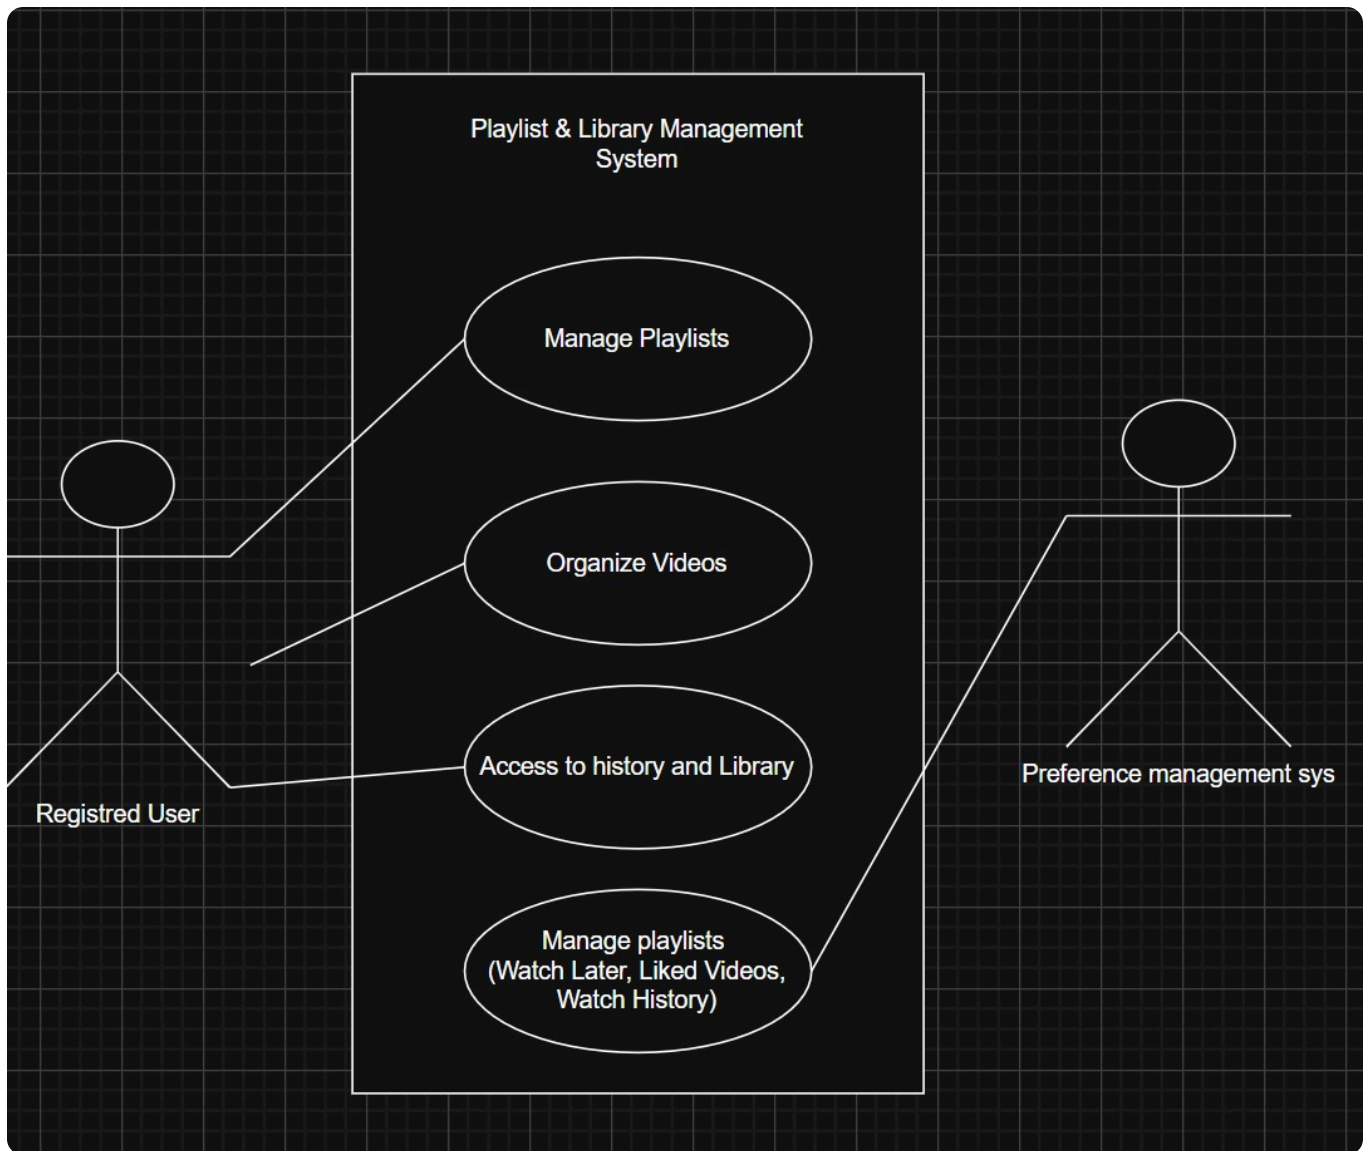 Playlist & Library Management
System
Manage Playlists
Organize Videos
Access to history and Library
Manage playlists
(Watch Later, Liked Videos,
Watch History)
Registred User
Preference management sys